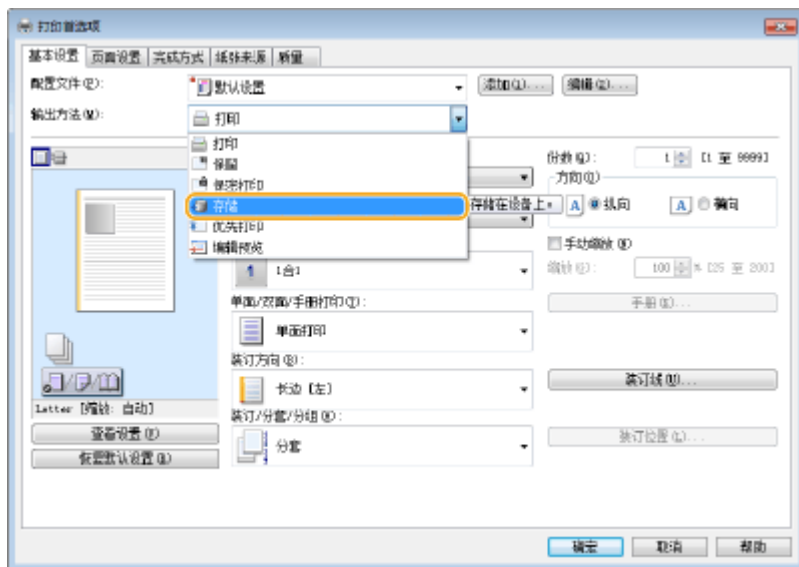 打印首选项
基本设置 页面设置 完成方式 纸张来源 质量
配置文件(F): 默认设置 添加(1)... 编辑(2)...
输出方法(M): 打印
打印
保留
保密打印
存储
优先打印
编辑预览
存储在设备上。
份数(Q): 1 [1 至 9999]
方向(O)
A 纵向 A 横向
手动缩放(K)
缩放(G): 100 % [25 至 200]
1 1合1
单面/双面/手册打印(T):
单面打印
手册(K)...
装订方向(B):
长边 [左]
装订线(U)...
Letter [缩放: 自动]
装订/分套/分组(E):
查看设置(P)
分套
装订位置(L)...
恢复默认设置(R)
确定 取消 帮助